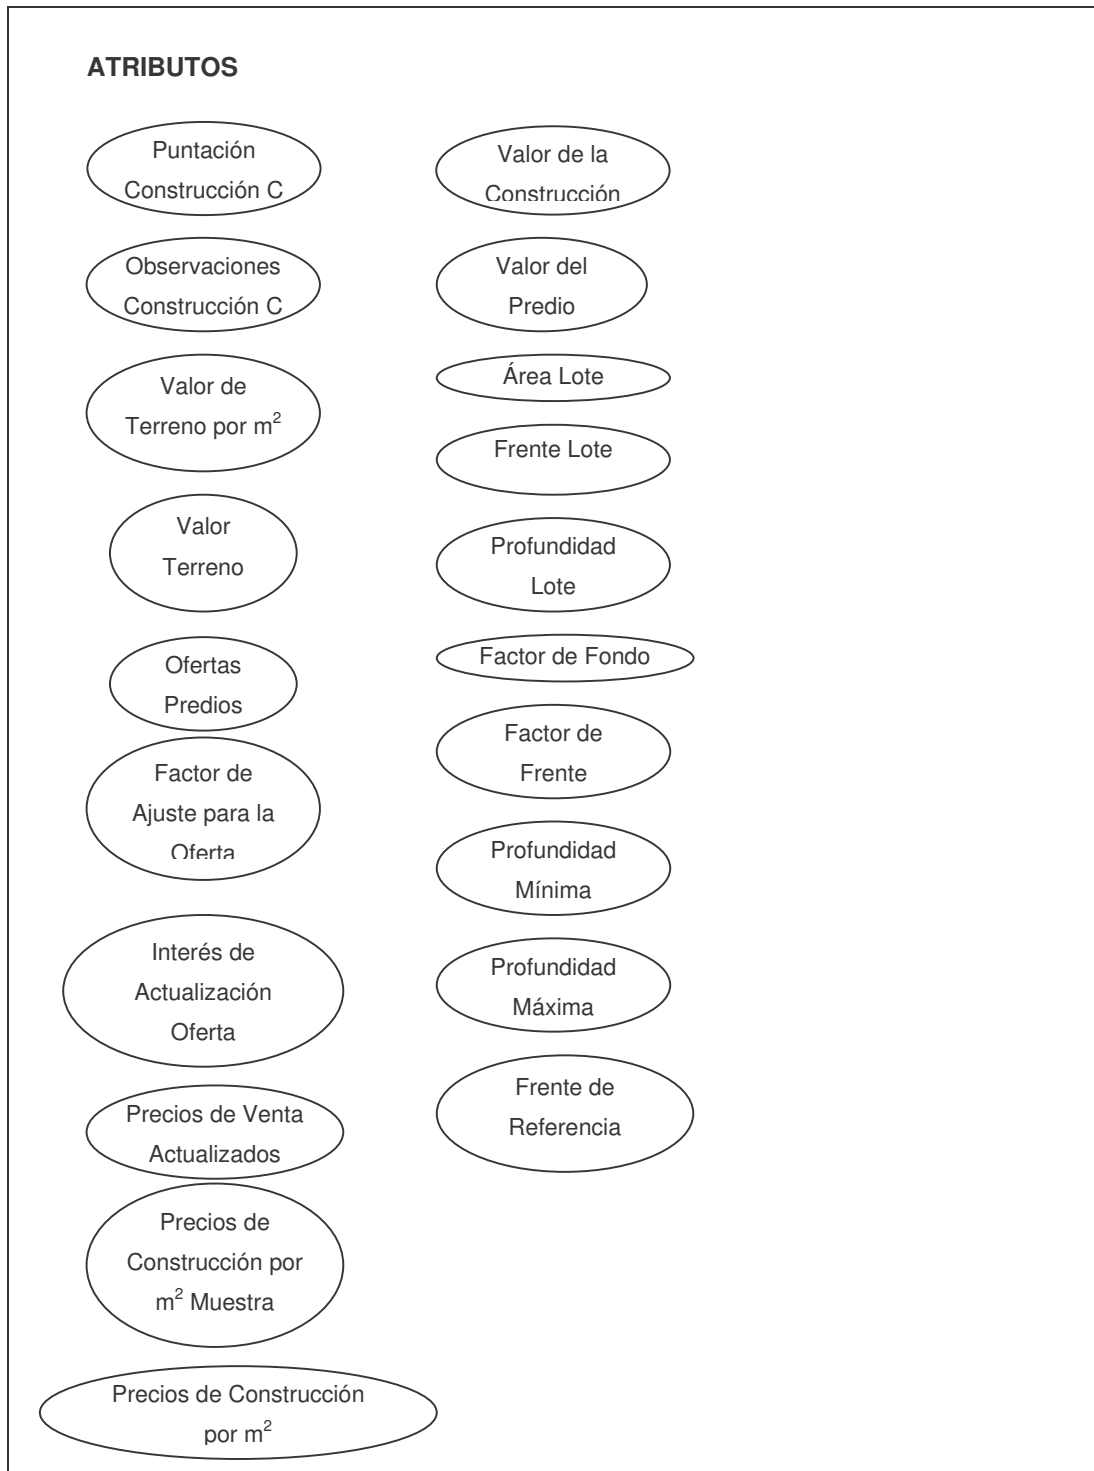 ATRIBUTOS
Puntación
Construcción C
Observaciones
Construcción C
Valor de
Terreno por m²
Valor
Terreno
Ofertas
Predios
Factor de
Ajuste para la
Oferta
Interés de
Actualización
Oferta
Precios de Venta
Actualizados
Precios de
Construcción por
m² Muestra
Precios de Construcción
por m²
Valor de la
Construcción
Valor del
Predio
Área Lote
Frente Lote
Profundidad
Lote
Factor de Fondo
Factor de
Frente
Profundidad
Mínima
Profundidad
Máxima
Frente de
Referencia